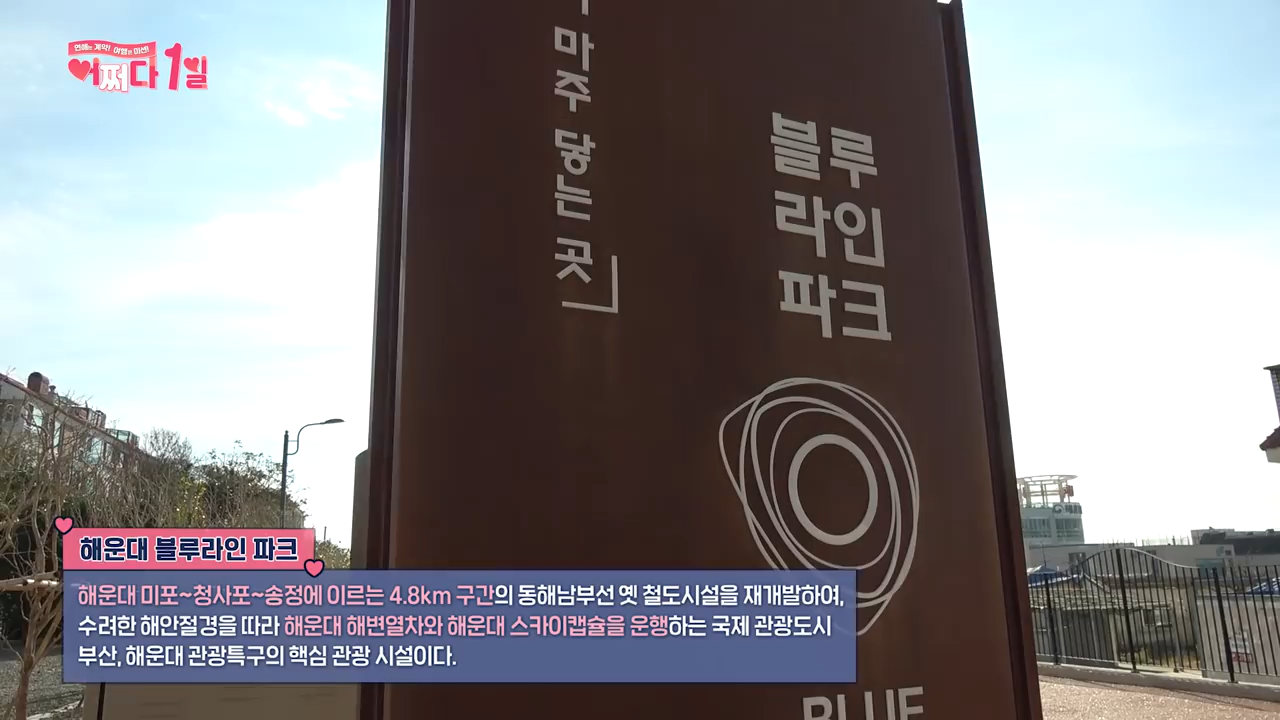 연애는 계약! 여행은 미션!
어쩌다 1일
마주 닿는 곳
블루
라인
파크
BLUE
해운대 블루라인 파크
해운대 미포~청사포~송정에 이르는 4.8km 구간의 동해남부선 옛 철도시설을 재개발하여,
수려한 해안절경을 따라 해운대 해변열차와 해운대 스카이캡슐을 운행하는 국제 관광도시
부산, 해운대 관광특구의 핵심 관광 시설이다.